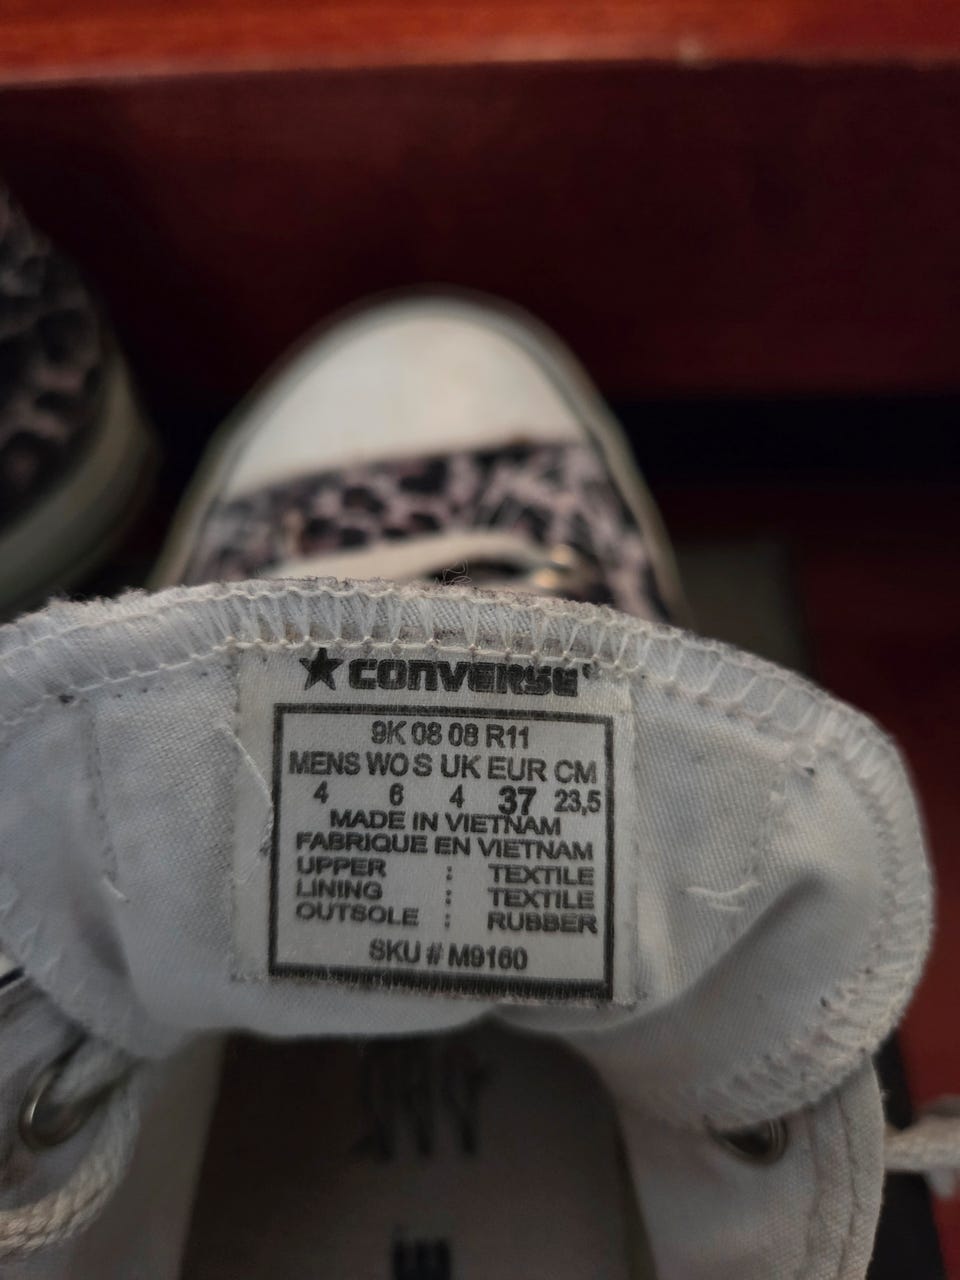 CONVERSE
9K 08 08 R11
MENS WO S UK EUR CM
4 6 4 37 23,5
MADE IN VIETNAM
FABRIQUE EN VIETNAM
UPPER : TEXTILE
LINING : TEXTILE
OUTSOLE : RUBBER
SKU # M9160